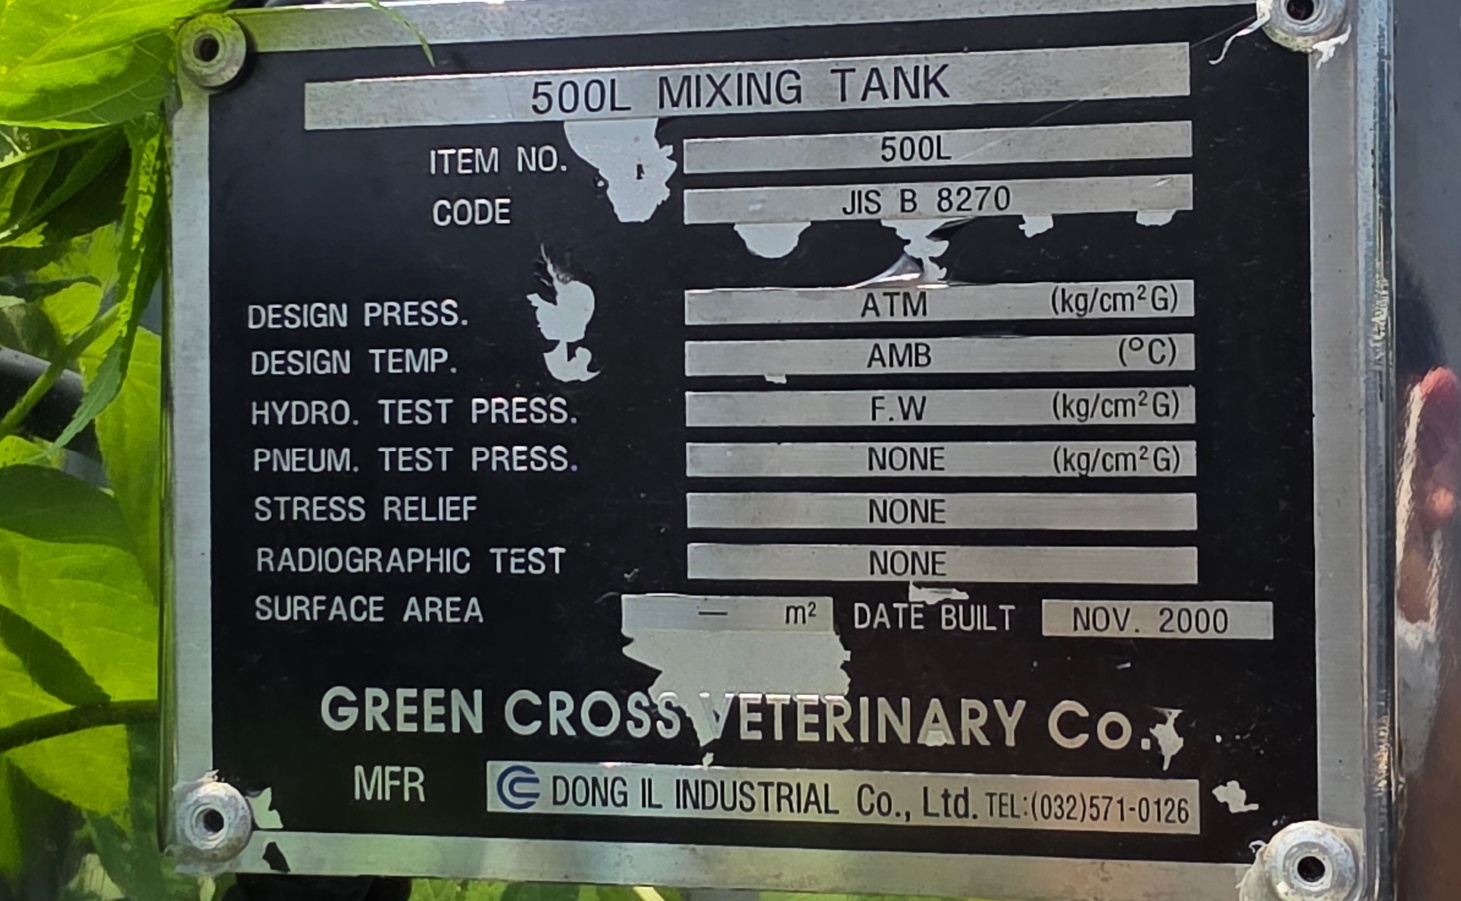 500L MIXING TANK
ITEM NO. 500L
CODE JIS B 8270
DESIGN PRESS. ATM (kg/cm²G)
DESIGN TEMP. AMB (°C)
HYDRO. TEST PRESS. F.W (kg/cm²G)
PNEUM. TEST PRESS. NONE (kg/cm²G)
STRESS RELIEF NONE
RADIOGRAPHIC TEST NONE
SURFACE AREA — m² DATE BUILT NOV. 2000
GREEN CROSS VETERINARY Co.
MFR DONG IL INDUSTRIAL Co., Ltd. TEL:(032)571-0126